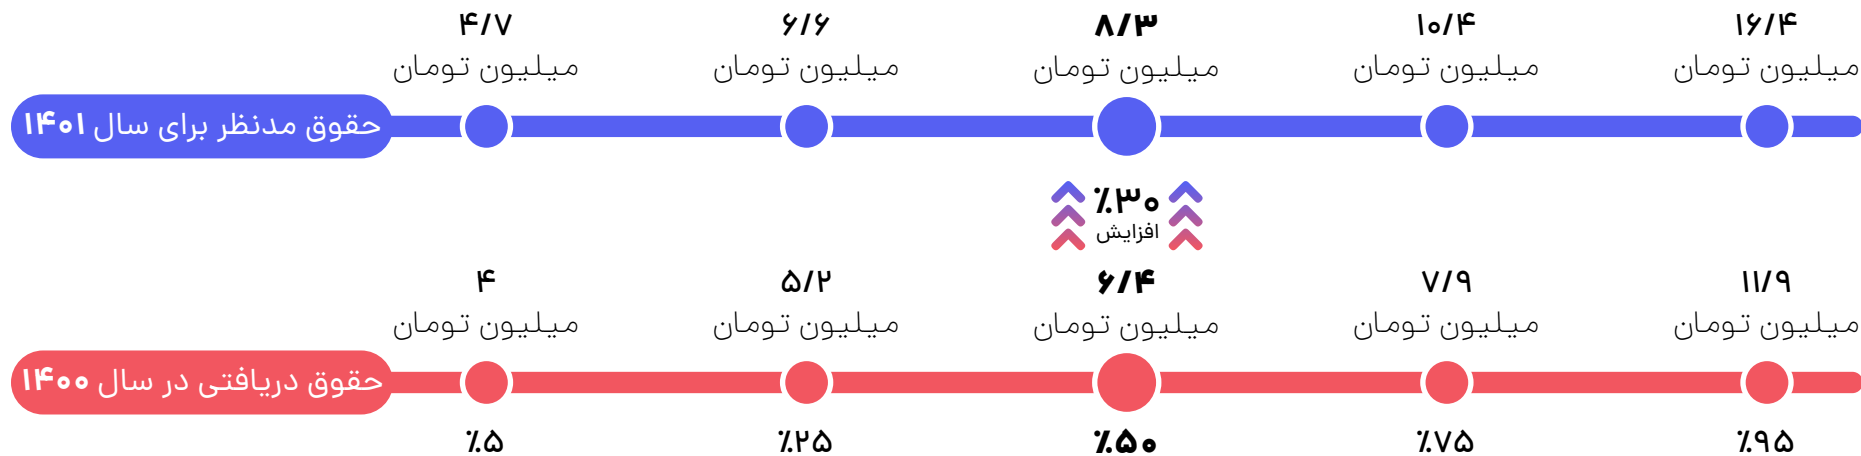 ۴/۷
میلیون تومان
۶/۶
میلیون تومان
۸/۳
میلیون تومان
۱۰/۴
میلیون تومان
۱۶/۴
میلیون تومان
حقوق مدنظر برای سال ۱۴۰۱
٪۳۰
افزایش
۴
میلیون تومان
۵/۲
میلیون تومان
۶/۴
میلیون تومان
۷/۹
میلیون تومان
۱۱/۹
میلیون تومان
حقوق دریافتی در سال ۱۴۰۰
٪۵
٪۲۵
٪۵۰
٪۷۵
٪۹۵